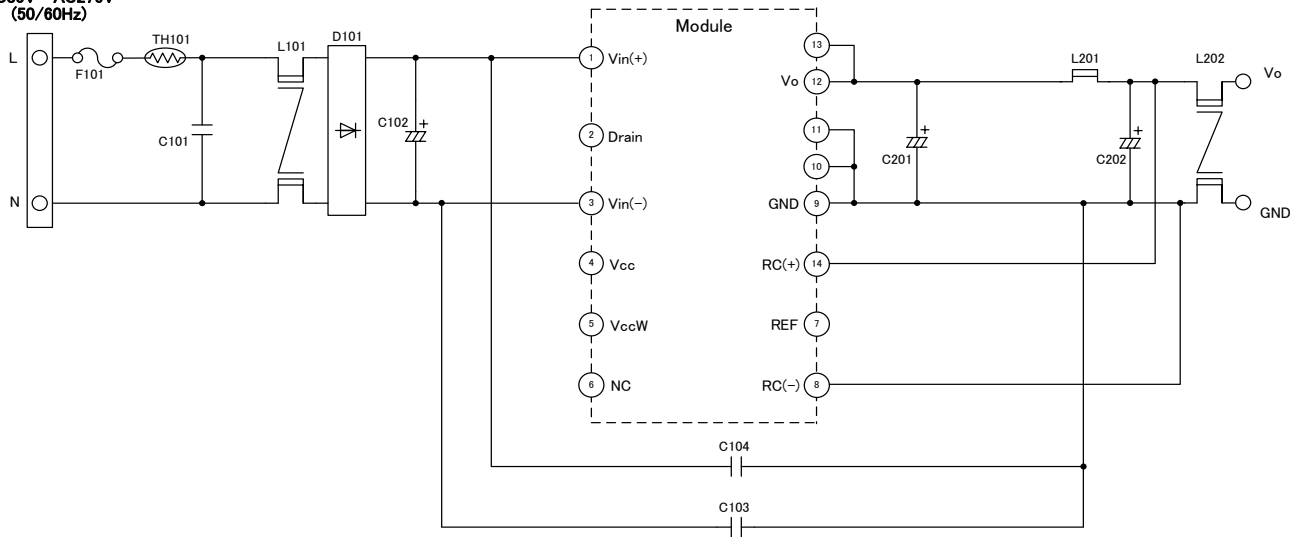 (50/60Hz)
L
F101
TH101
C101
L101
D101
C102
N
Module
1 Vin(+)
2 Drain
3 Vin(-)
4 Vcc
5 VccW
6 NC
13
Vo 12
11
10
GND 9
RC(+) 14
REF 7
RC(-) 8
C201
L201
C202
L202
Vo
GND
C104
C103